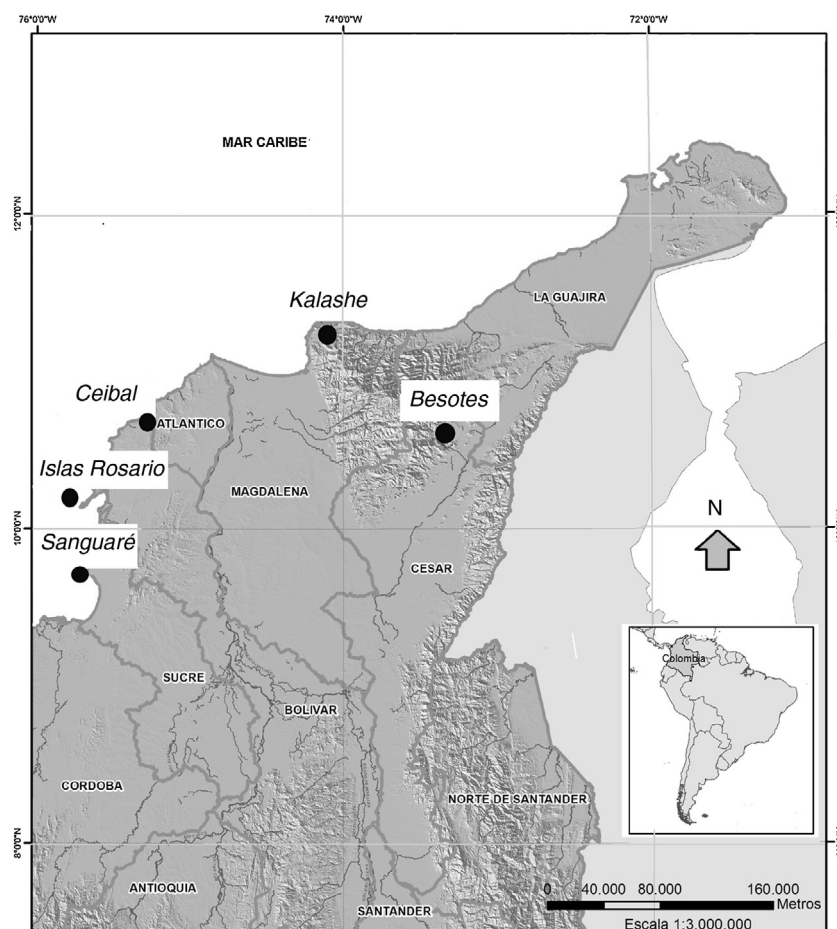 76°0'0"W
74°0'0"W
72°0'0"W
MAR CARIBE
12°0'0"N
Kalashe
LA GUAJIRA
Ceibal
Besotes
ATLANTICO
Islas Rosario
MAGDALENA
N
10°0'0"N
Sanguaré
CESAR
Colombia
SUCRE
BOLIVAR
CORDOBA
NORTE DE SANTANDER
8°0'0"N
ANTIOQUIA
SANTANDER
0 40.000 80.000 160.000
Metros
Escala 1:3.000.000